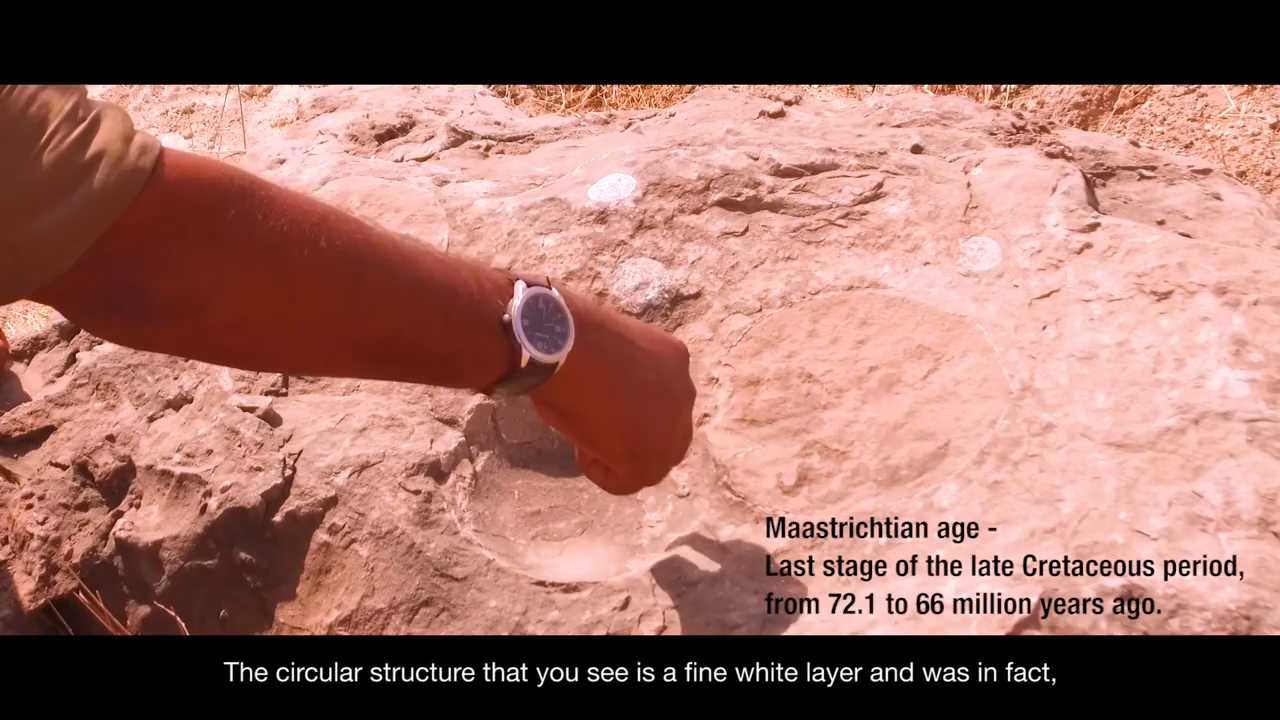 Maastrichtian age -
Last stage of the late Cretaceous period,
from 72.1 to 66 million years ago.
The circular structure that you see is a fine white layer and was in fact,